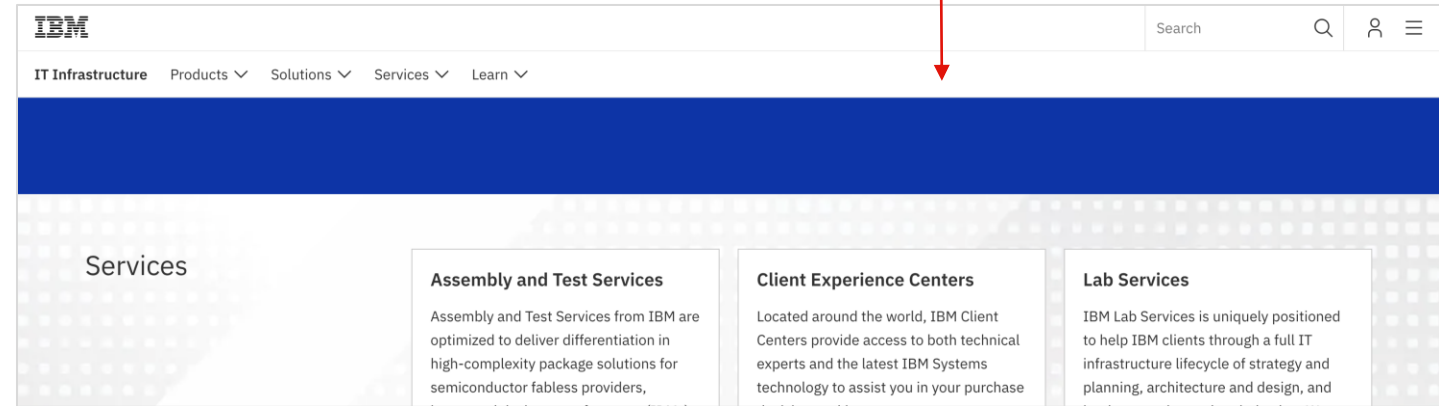 IBM
Search
IT Infrastructure Products Solutions Services Learn
Services
Assembly and Test Services
Assembly and Test Services from IBM are
optimized to deliver differentiation in
high-complexity package solutions for
semiconductor fabless providers,
Client Experience Centers
Located around the world, IBM Client
Centers provide access to both technical
experts and the latest IBM Systems
technology to assist you in your purchase
Lab Services
IBM Lab Services is uniquely positioned
to help IBM clients through a full IT
infrastructure lifecycle of strategy and
planning, architecture and design, and